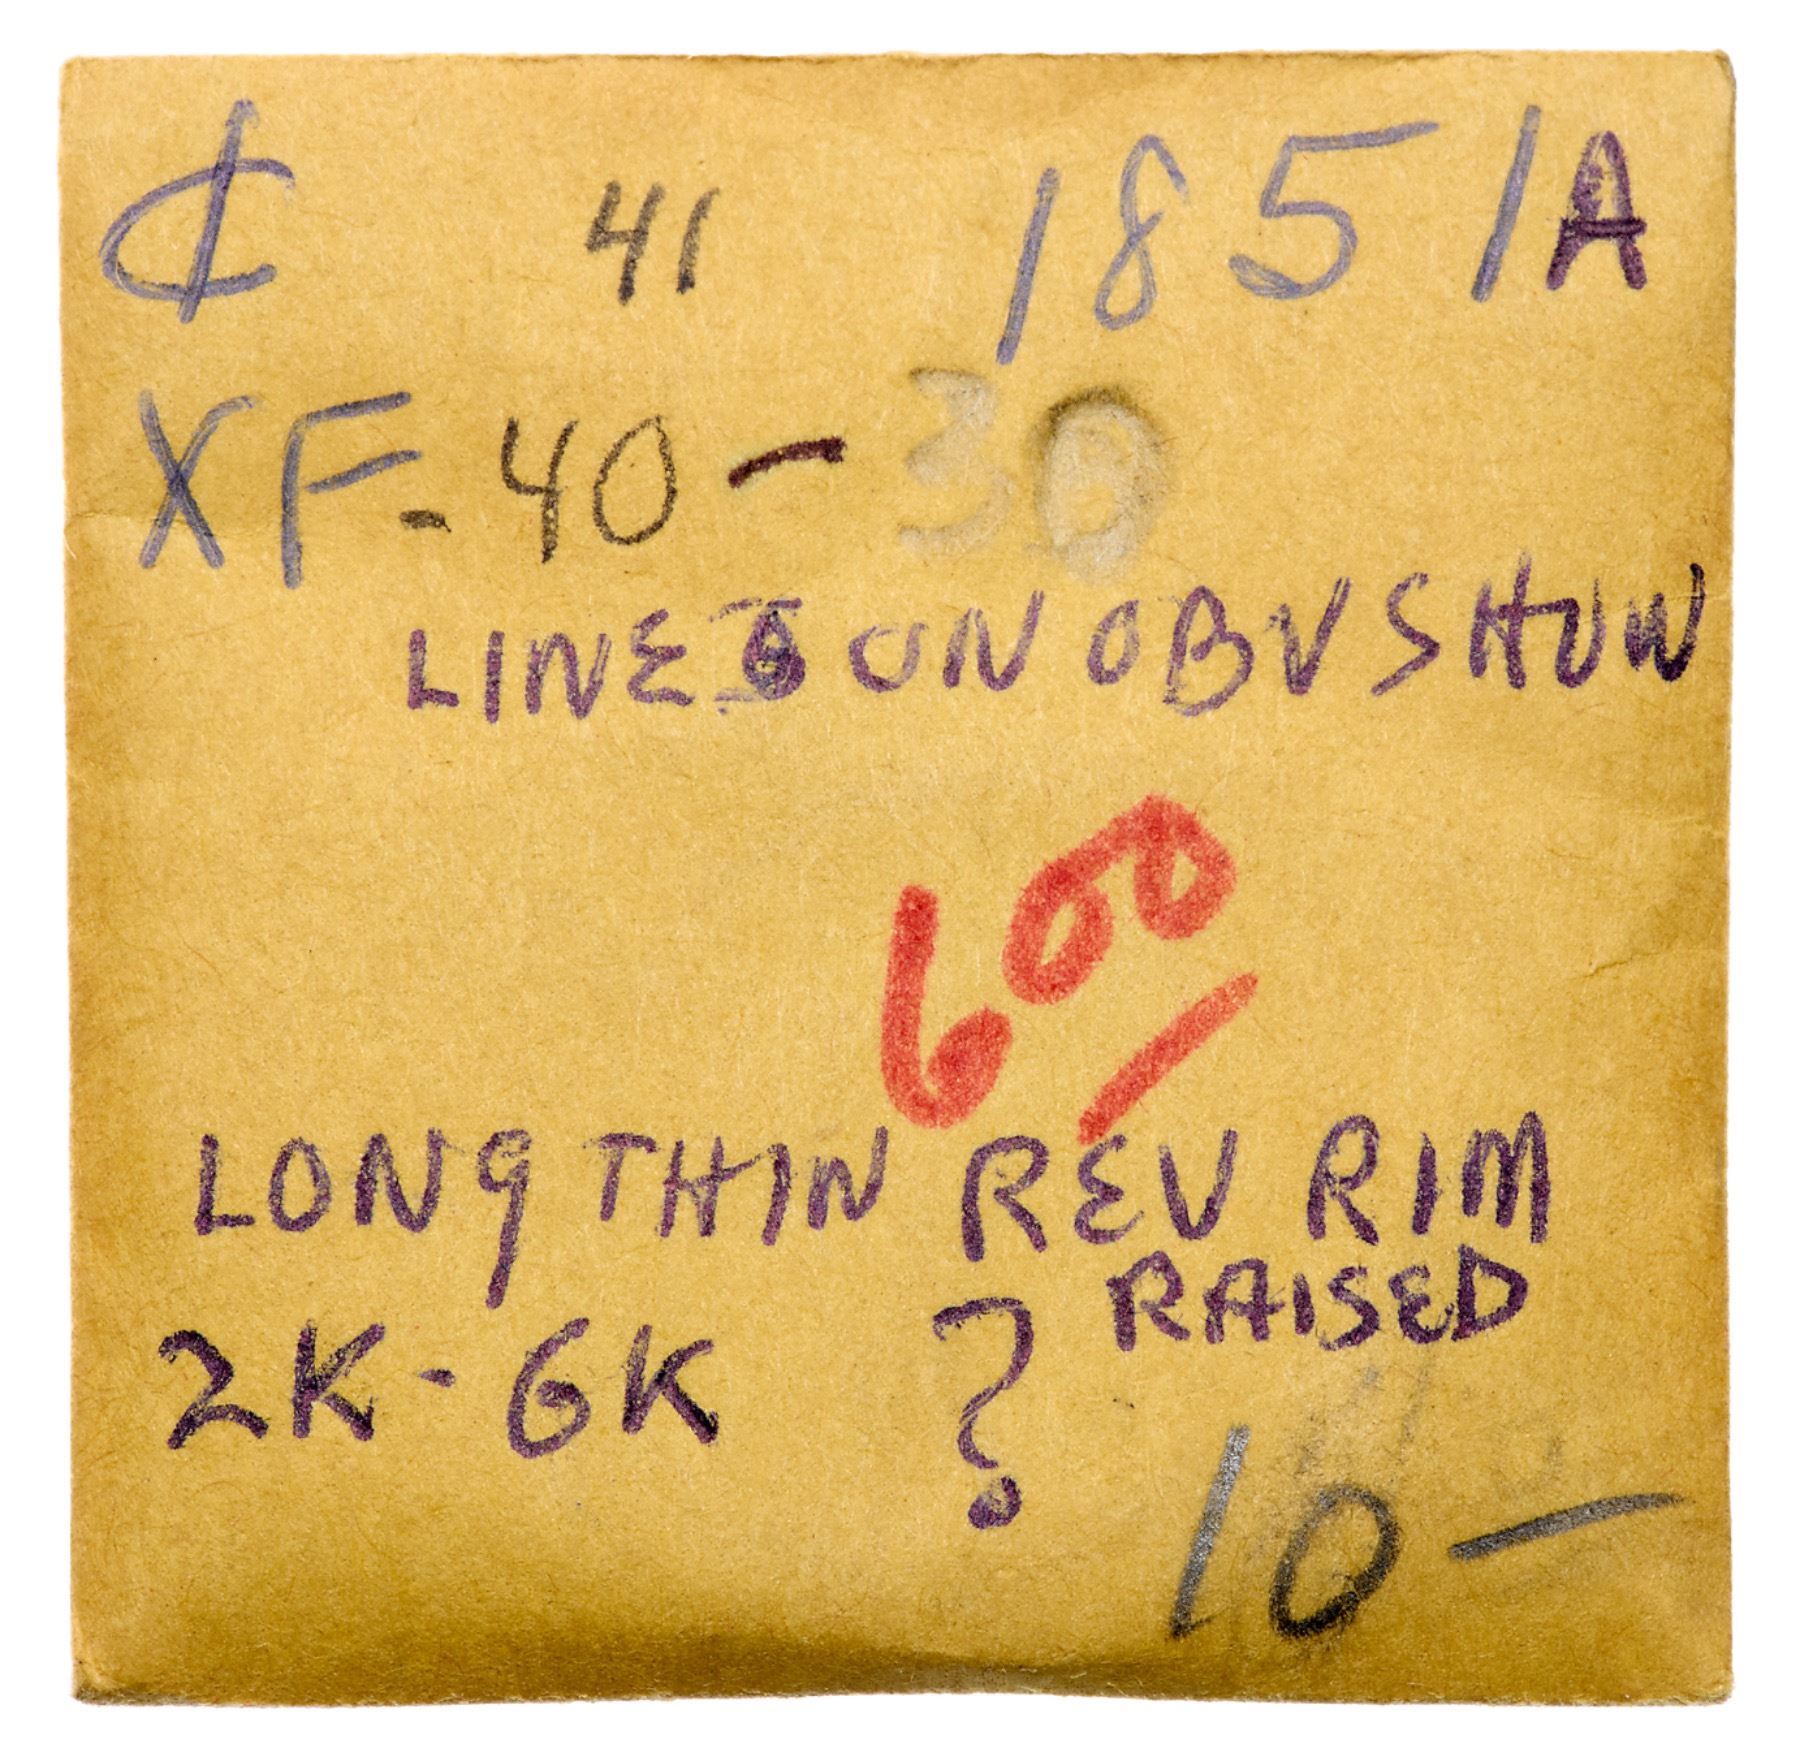 ¢ 41 1851A
XF-40-30
LINES ON OBV SHOW
600
LONG THIN REV RIM
RAISED
2K-6K ?
10-